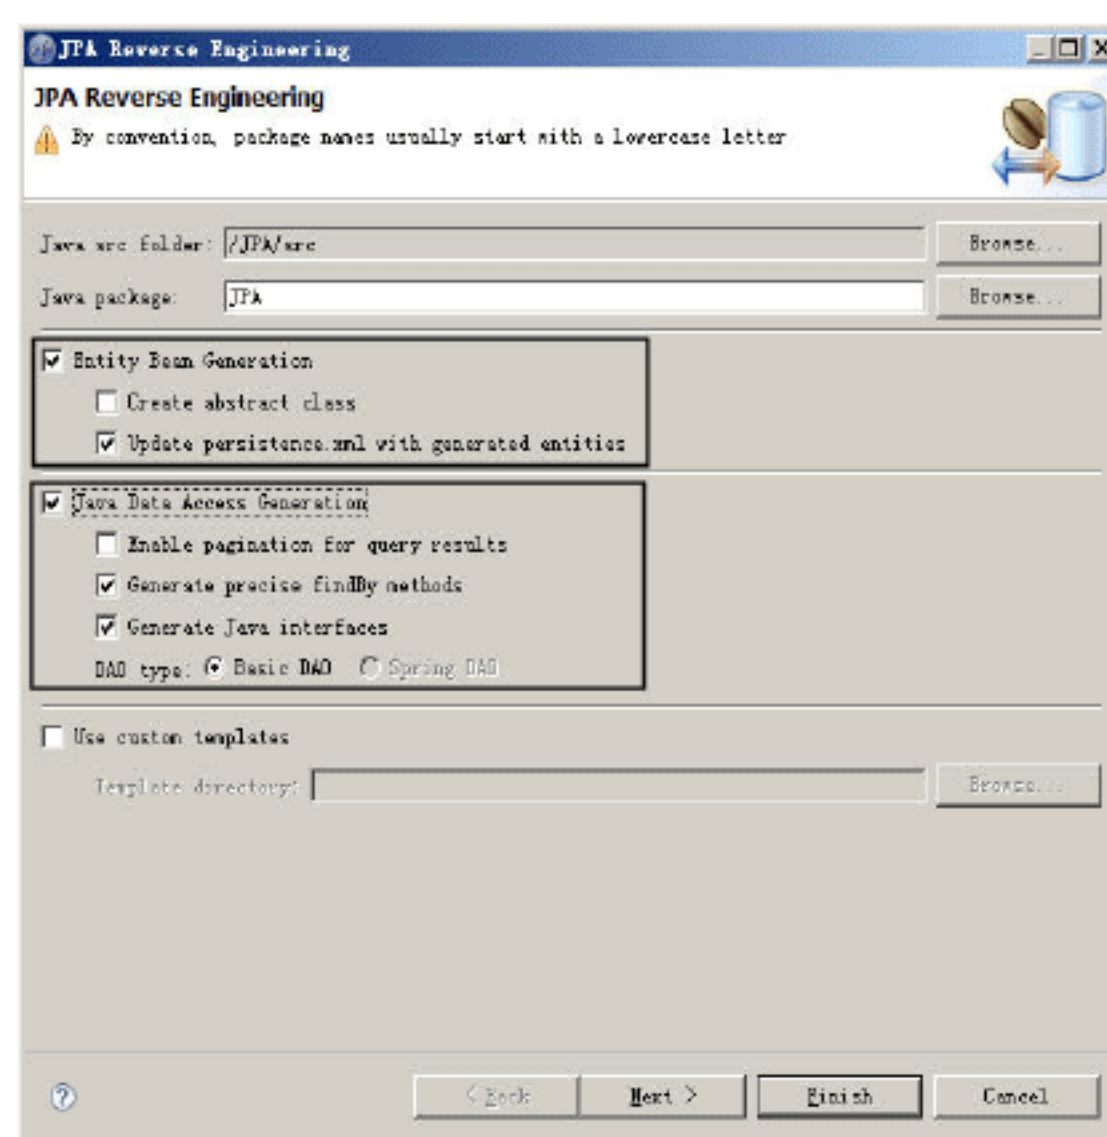 JPA Reverse Engineering
JPA Reverse Engineering
By convention, package names usually start with a lowercase letter
Java src folder: /JPA/src Browse...
Java package: JPA Browse...
Entity Bean Generation
Create abstract class
Update persistence.xml with generated entities
Java Data Access Generation
Enable pagination for query results
Generate precise findBy methods
Generate Java interfaces
DAO type: Basic DAO Spring DAO
Use custom templates
Template directory: Browse...
? < Back Next > Finish Cancel